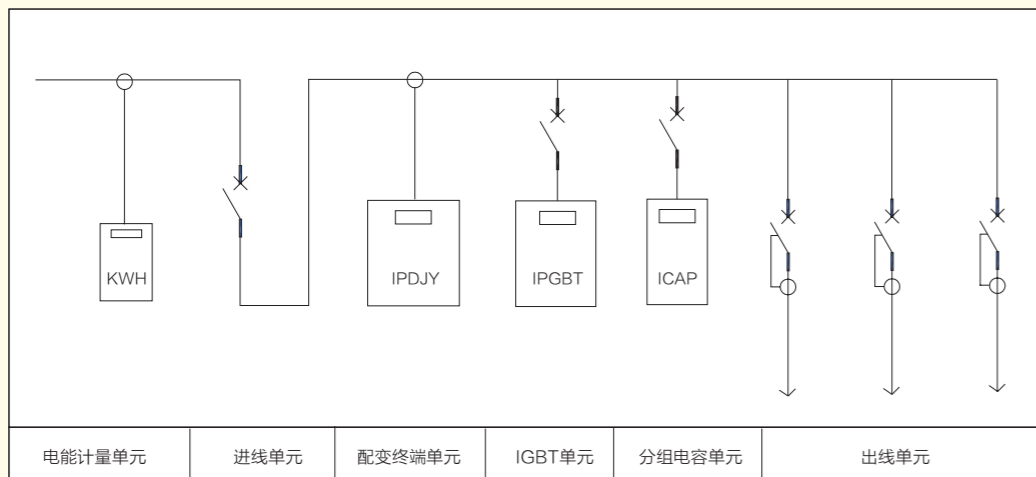 KWH
IPDJY
IPGBT
ICAP
电能计量单元
进线单元
配变终端单元
IGBT单元
分组电容单元
出线单元